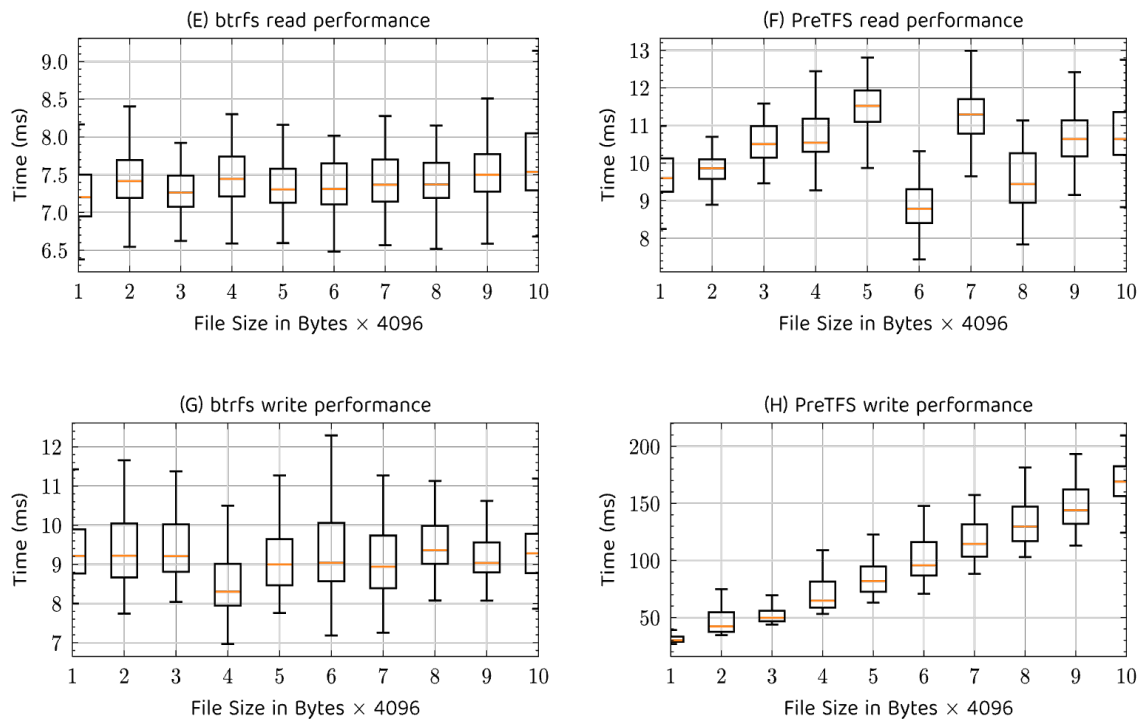 (E) btrfs read performance
Time (ms)
9.0
8.5
8.0
7.5
7.0
6.5
1 2 3 4 5 6 7 8 9 10
File Size in Bytes × 4096
(F) PreTFS read performance
Time (ms)
13
12
11
10
9
8
1 2 3 4 5 6 7 8 9 10
File Size in Bytes × 4096
(G) btrfs write performance
Time (ms)
12
11
10
9
8
7
1 2 3 4 5 6 7 8 9 10
File Size in Bytes × 4096
(H) PreTFS write performance
Time (ms)
200
150
100
50
1 2 3 4 5 6 7 8 9 10
File Size in Bytes × 4096